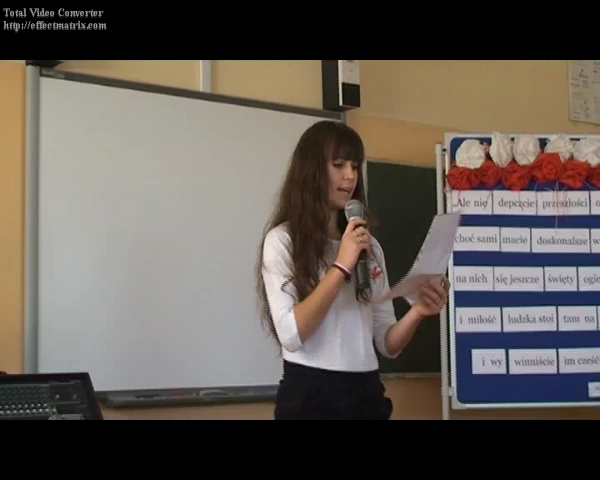 Total Video Converter
http://effectmatrix.com
Ale nie depczcie przeszłości o
choć sami macie doskonalsze w
na nich się jeszcze święty ogie
i miłość ludzka stoi tam na
i wy winniście im cześć